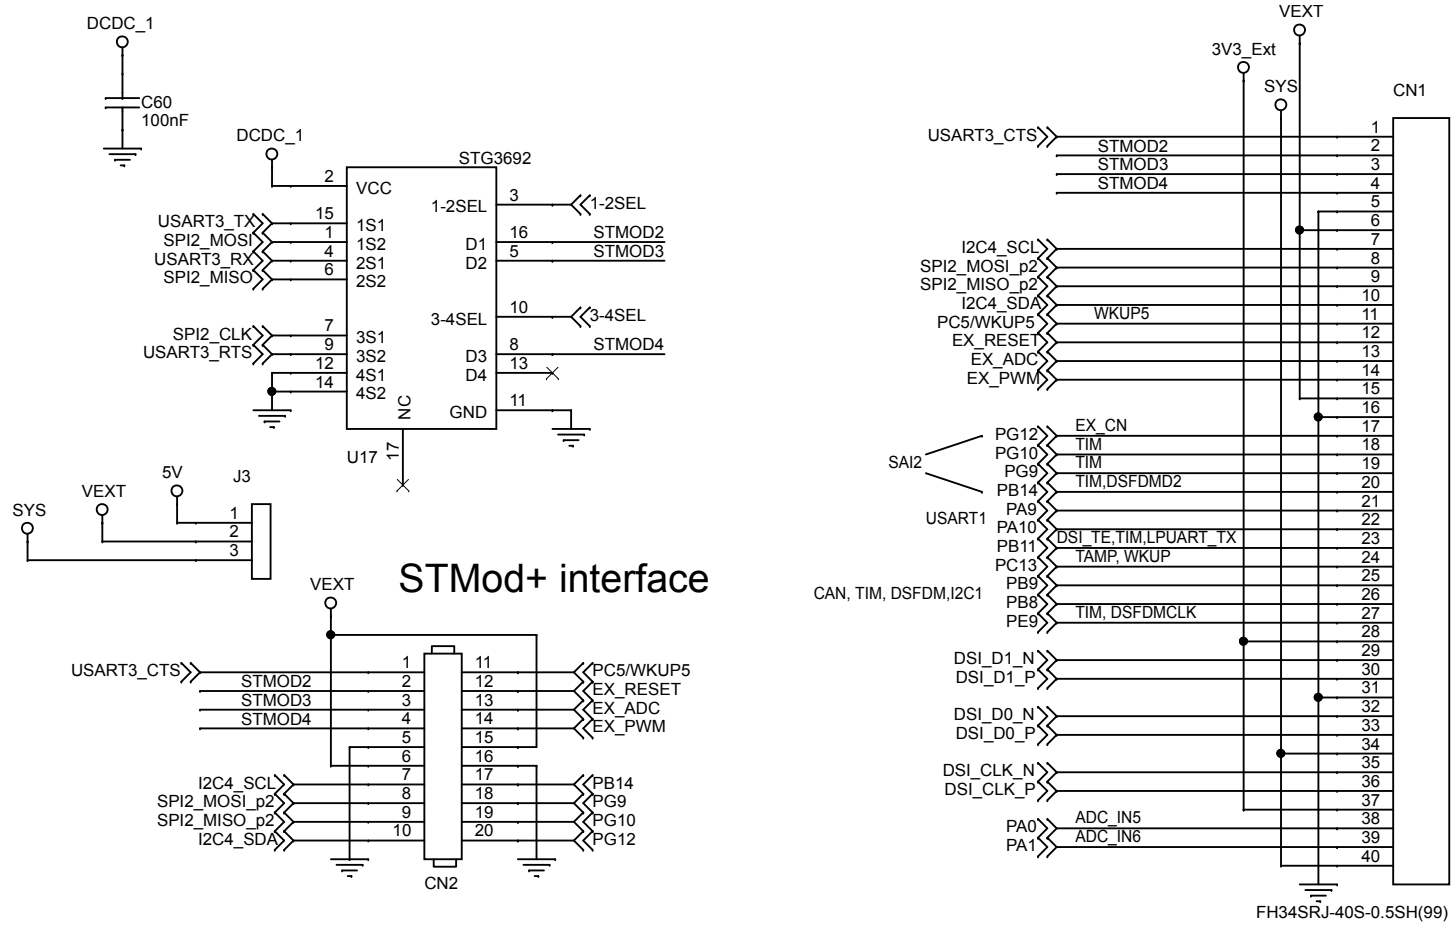 DCDC_1
C60
100nF
DCDC_1
STG3692
2 VCC
USART3_TX 15 1S1
SPI2_MOSI 1 1S2
USART3_RX 4 2S1
SPI2_MISO 6 2S2
SPI2_CLK 7 3S1
USART3_RTS 9 3S2
12 4S1
14 4S2
1-2SEL 3 1-2SEL
D1 16 STMOD2
D2 5 STMOD3
3-4SEL 10 3-4SEL
D3 8 STMOD4
D4 13
GND 11
NC
17
U17
5V
J3
VEXT
SYS
1
2
3
STMod+ interface
VEXT
USART3_CTS 1 11 PC5/WKUP5
STMOD2 2 12 EX_RESET
STMOD3 3 13 EX_ADC
STMOD4 4 14 EX_PWM
5 15
6 16
I2C4_SCL 7 17 PB14
SPI2_MOSI_p2 8 18 PG9
SPI2_MISO_p2 9 19 PG10
I2C4_SDA 10 20 PG12
CN2
VEXT
3V3_Ext
SYS
CN1
USART3_CTS 1
STMOD2 2
STMOD3 3
STMOD4 4
5
6
I2C4_SCL 7
SPI2_MOSI_p2 8
SPI2_MISO_p2 9
I2C4_SDA 10
PC5/WKUP5 WKUP5 11
EX_RESET 12
EX_ADC 13
EX_PWM 14
15
16
PG12 EX_CN 17
PG10 TIM 18
SAI2
PG9 TIM 19
PB14 TIM,DSFDMD2 20
PA9 21
USART1
PA10 22
PB11 DSI_TE,TIM,LPUART_TX 23
PC13 TAMP, WKUP 24
PB9 25
CAN, TIM, DSFDM,I2C1
PB8 26
PE9 TIM, DSFDMCLK 27
28
DSI_D1_N 29
DSI_D1_P 30
31
DSI_D0_N 32
DSI_D0_P 33
34
DSI_CLK_N 35
DSI_CLK_P 36
37
PA0 ADC_IN5 38
PA1 ADC_IN6 39
40
FH34SRJ-40S-0.5SH(99)